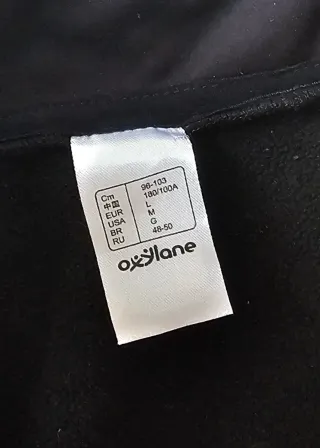 Cm 96-103
中国 180/100A
EUR L
USA M
BR G
RU 48-50
oxylane